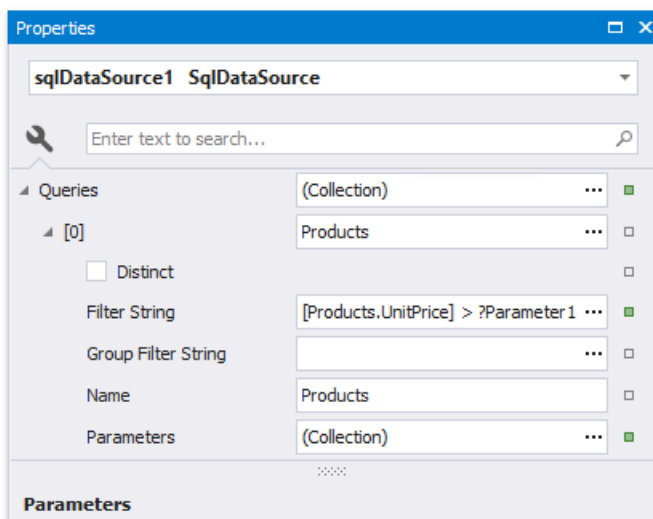 Properties
sqlDataSource1 SqlDataSource
Enter text to search...
Queries (Collection) ...
[0] Products ...
Distinct
Filter String [Products.UnitPrice] > ?Parameter1 ...
Group Filter String ...
Name Products
Parameters (Collection) ...
Parameters